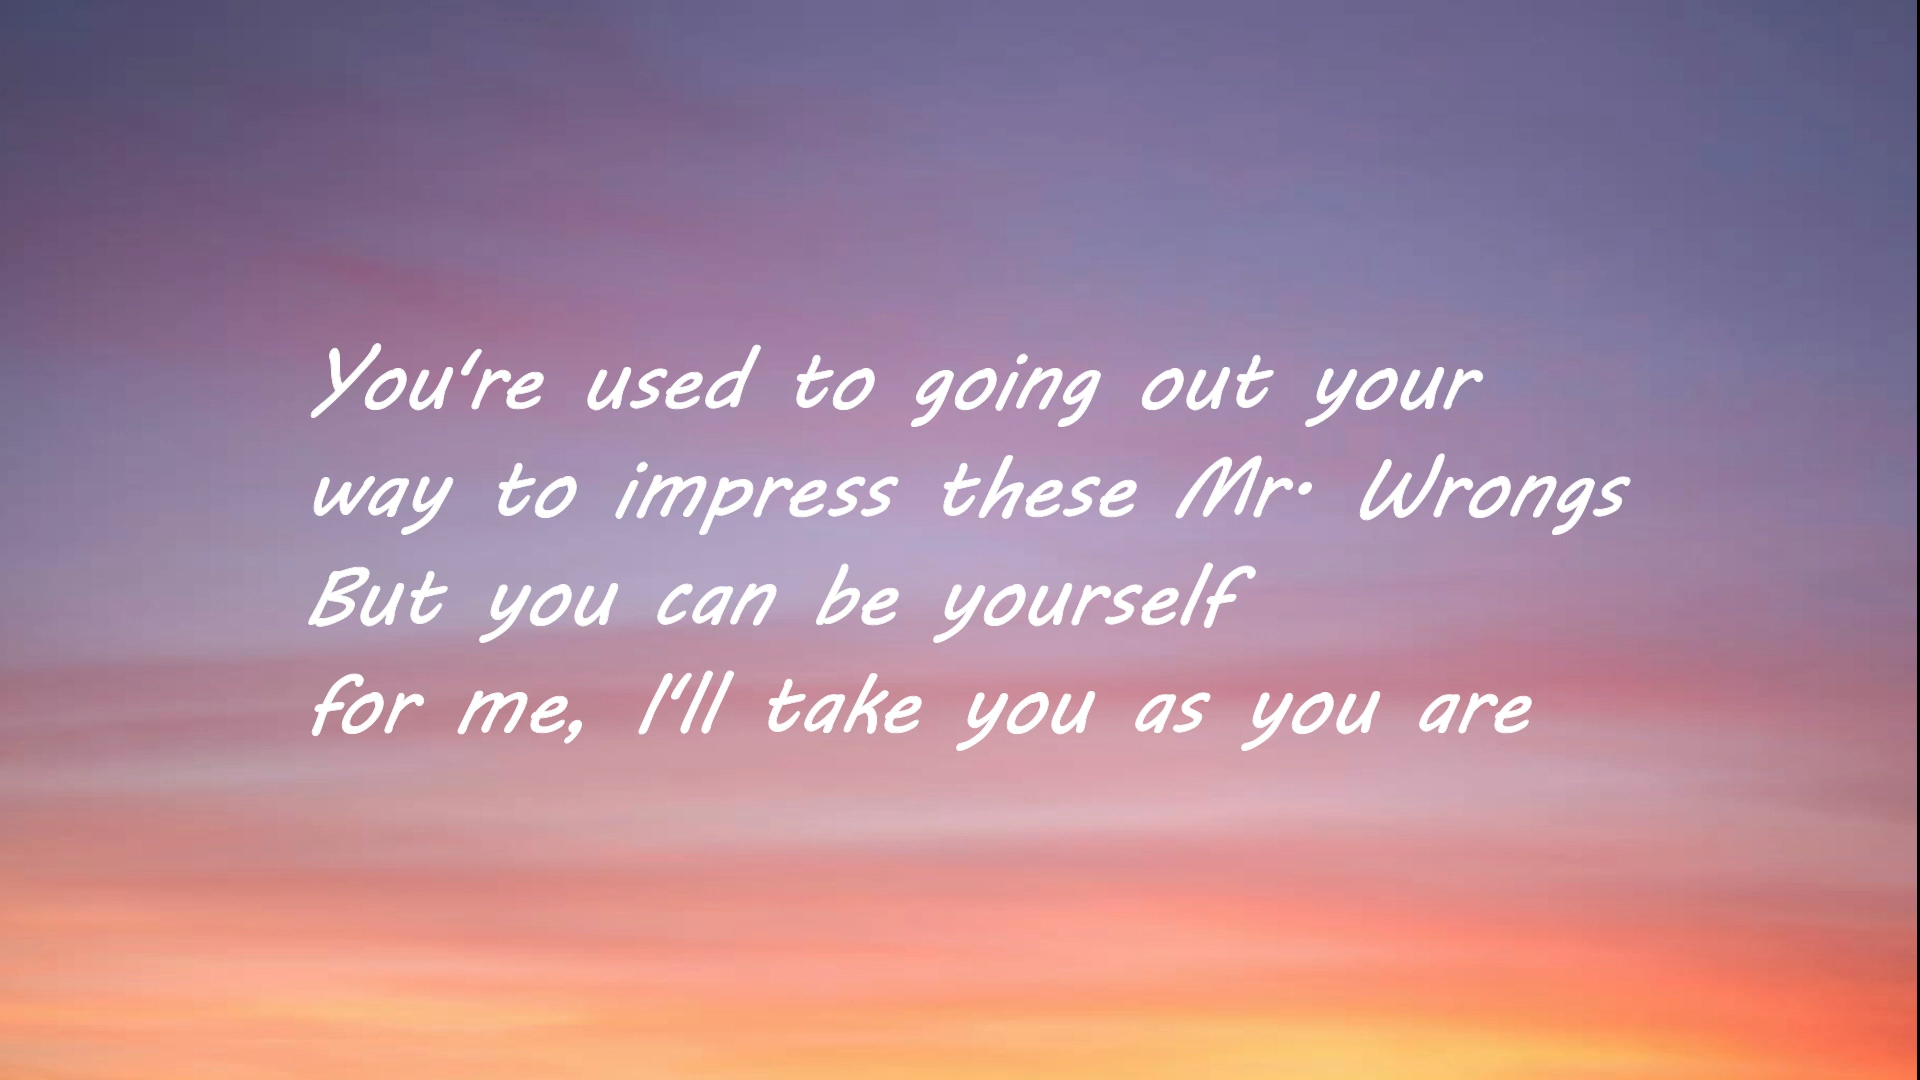 You're used to going out your
way to impress these Mr. Wrongs
But you can be yourself
for me, I'll take you as you are